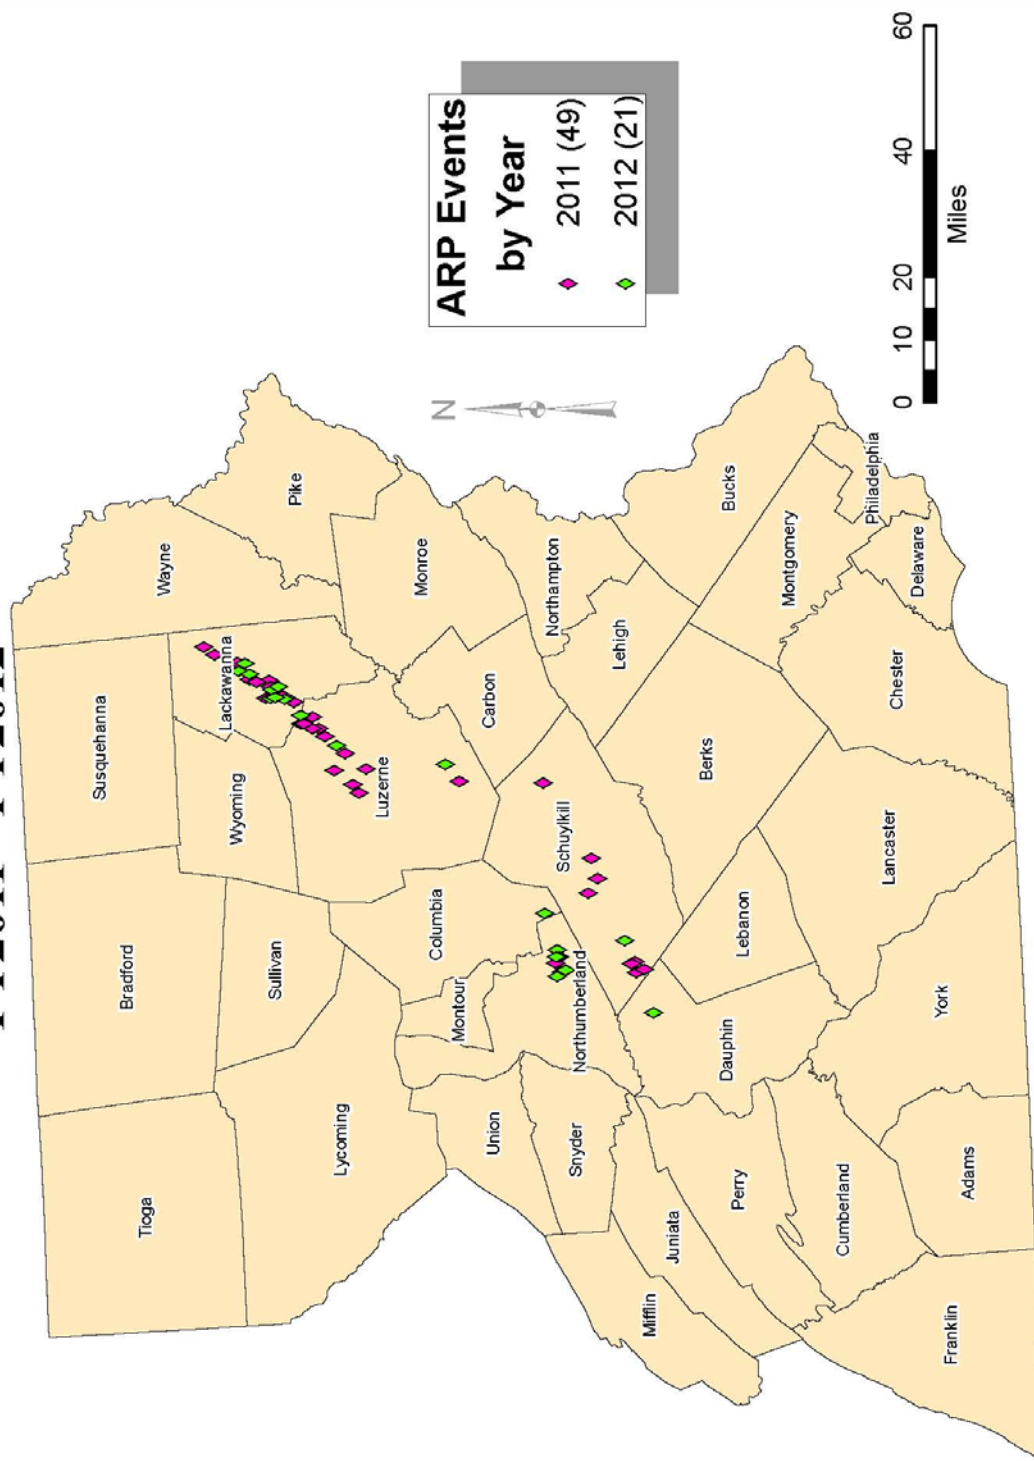 Susquehanna
Wayne
Bradford
Tioga
Wyoming
Lackawanna
Pike
Sullivan
Lycoming
Luzerne
Monroe
Columbia
Montour
Carbon
Union
Northumberland
Schuylkill
Northampton
Snyder
Lehigh
Mifflin
Juniata
Perry
Dauphin
Lebanon
Berks
Bucks
Montgomery
Philadelphia
Cumberland
Lancaster
Chester
Delaware
York
Adams
Franklin
N
ARP Events
by Year
2011 (49)
2012 (21)
0 10 20 40 60
Miles